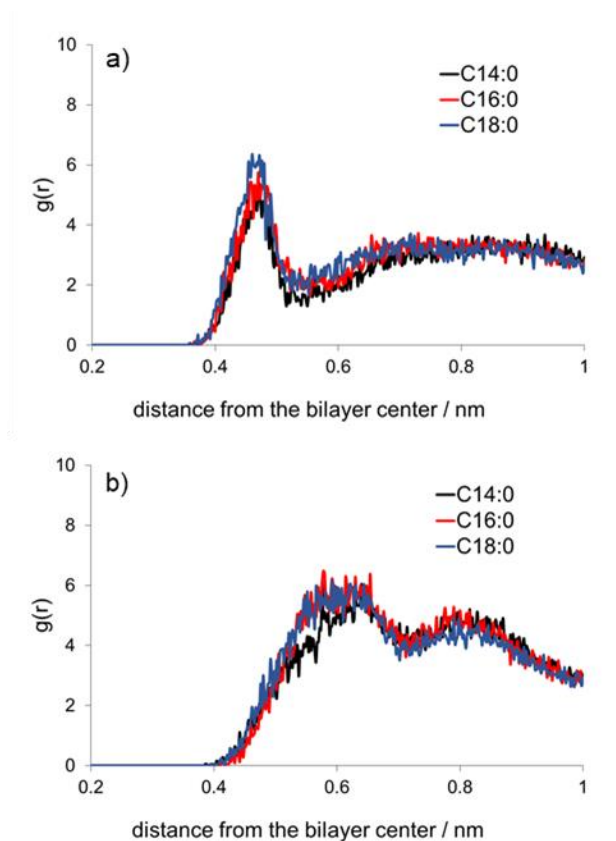 a)
C14:0
C16:0
C18:0
10
8
6
4
2
0
g(r)
0.2 0.4 0.6 0.8 1
distance from the bilayer center / nm
b)
C14:0
C16:0
C18:0
10
8
6
4
2
0
g(r)
0.2 0.4 0.6 0.8 1
distance from the bilayer center / nm